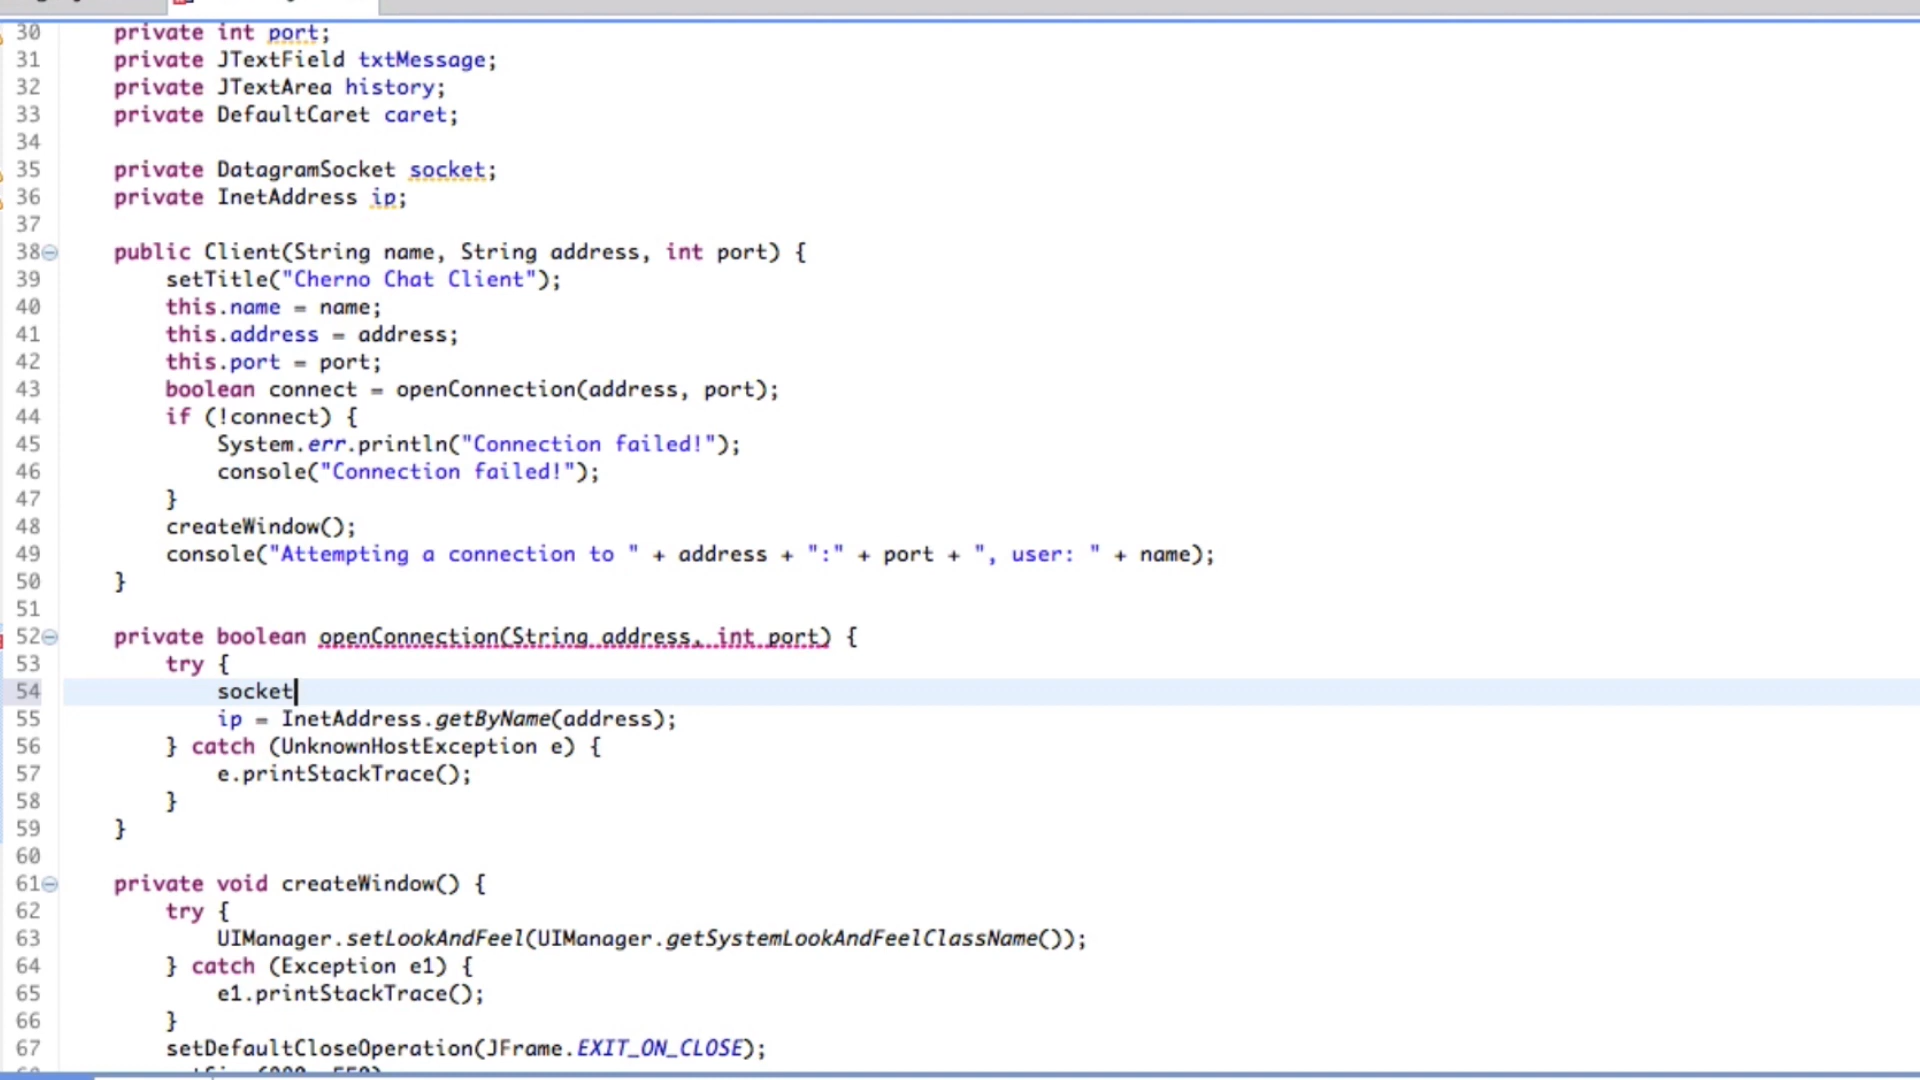 30 private int port;
31 private JTextField txtMessage;
32 private JTextArea history;
33 private DefaultCaret caret;
34
35 private DatagramSocket socket;
36 private InetAddress ip;
37
38 public Client(String name, String address, int port) {
39 setTitle("Cherno Chat Client");
40 this.name = name;
41 this.address = address;
42 this.port = port;
43 boolean connect = openConnection(address, port);
44 if (!connect) {
45 System.err.println("Connection failed!");
46 console("Connection failed!");
47 }
48 createWindow();
49 console("Attempting a connection to " + address + ":" + port + ", user: " + name);
50 }
51
52 private boolean openConnection(String address, int port) {
53 try {
54 socket
55 ip = InetAddress.getByName(address);
56 } catch (UnknownHostException e) {
57 e.printStackTrace();
58 }
59 }
60
61 private void createWindow() {
62 try {
63 UIManager.setLookAndFeel(UIManager.getSystemLookAndFeelClassName());
64 } catch (Exception e1) {
65 e1.printStackTrace();
66 }
67 setDefaultCloseOperation(JFrame.EXIT_ON_CLOSE);